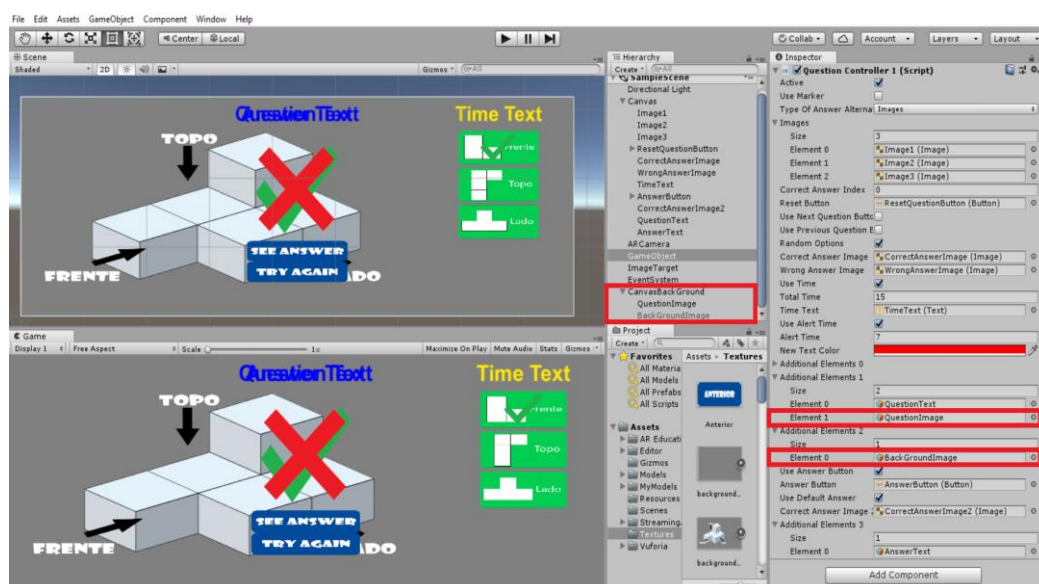 File Edit Assets GameObject Component Window Help
Center Local
Collab Account Layers Layout
Scene
Shaded 2D Gizmos All
TOPO
FRENTE
SEE ANSWER
TRY AGAIN
ADO
Time Text
Frente
Topo
Lado
Game
Display 1 Free Aspect Scale 1x Maximize On Play Mute Audio Stats Gizmos
TOPO
FRENTE
SEE ANSWER
TRY AGAIN
ADO
Time Text
Frente
Topo
Lado
Hierarchy
Create All
SampleScene
Directional Light
Canvas
Image1
Image2
Image3
ResetQuestionButton
CorrectAnswerImage
WrongAnswerImage
TimeText
AnswerButton
CorrectAnswerImage2
QuestionText
AnswerText
ARCamera
GameObject
ImageTarget
EventSystem
CanvasBackGround
QuestionImage
BackGroundImage
Project
Create
Favorites
All Materia
All Models
All Prefabs
All Scripts
Assets
AR Educati
Editor
Gizmos
Models
MyModels
Resources
Scenes
Streaming.
Textures
Vuforia
Assets Textures
ANTERIOR
Anterior
background..
background..
Inspector
Question Controller 1 (Script)
Active
Use Marker
Type Of Answer Alterna Images
Images
Size 3
Element 0 Image1 (Image)
Element 1 Image2 (Image)
Element 2 Image3 (Image)
Correct Answer Index 0
Reset Button ResetQuestionButton (Button)
Use Next Question Butto
Use Previous Question E
Random Options
Correct Answer Image CorrectAnswerImage (Image)
Wrong Answer Image WrongAnswerImage (Image)
Use Time
Total Time 15
Time Text TimeText (Text)
Use Alert Time
Alert Time 7
New Text Color
Additional Elements 0
Additional Elements 1
Size 2
Element 0 QuestionText
Element 1 QuestionImage
Additional Elements 2
Size 1
Element 0 BackGroundImage
Use Answer Button
Answer Button AnswerButton (Button)
Use Default Answer
Correct Answer Image 2 CorrectAnswerImage2 (Image)
Additional Elements 3
Size 1
Element 0 AnswerText
Add Component